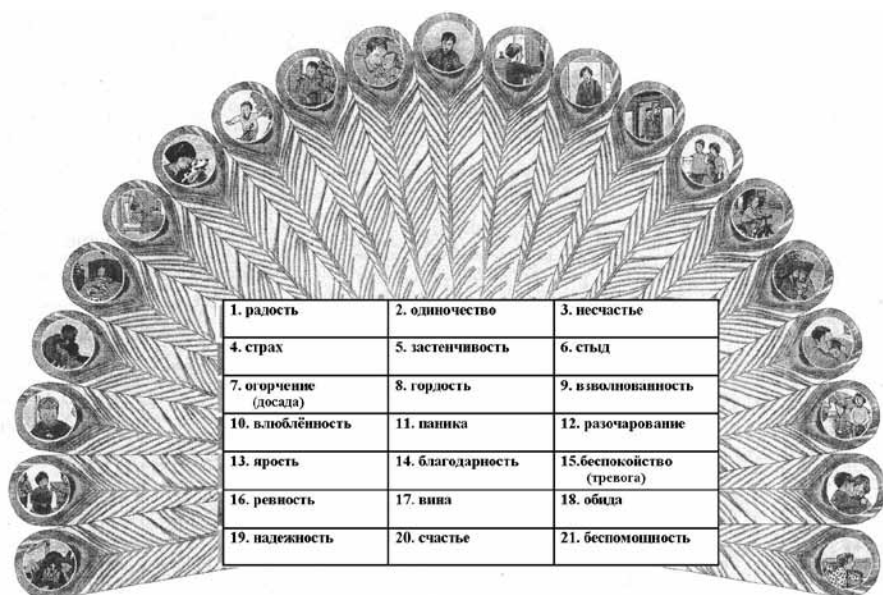 1. радость 2. одиночество 3. несчастье
4. страх 5. застенчивость 6. стыд
7. огорчение (досада) 8. гордость 9. взволнованность
10. влюблённость 11. паника 12. разочарование
13. ярость 14. благодарность 15.беспокойство (тревога)
16. ревность 17. вина 18. обида
19. надежность 20. счастье 21. беспомощность